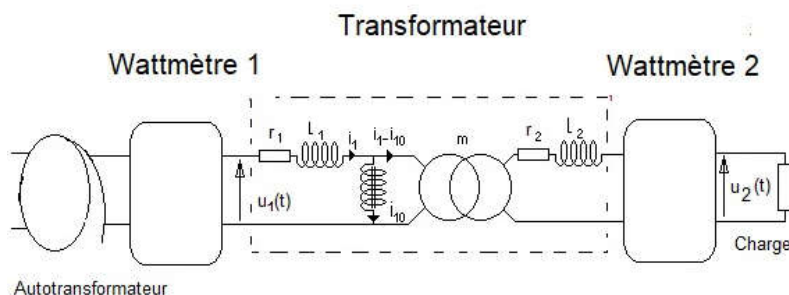 Transformateur
Wattmètre 1
Wattmètre 2
r1
L1
i1
i1-i10
m
r2
L2
u1(t)
i10
u2(t)
Charge
Autotransformateur